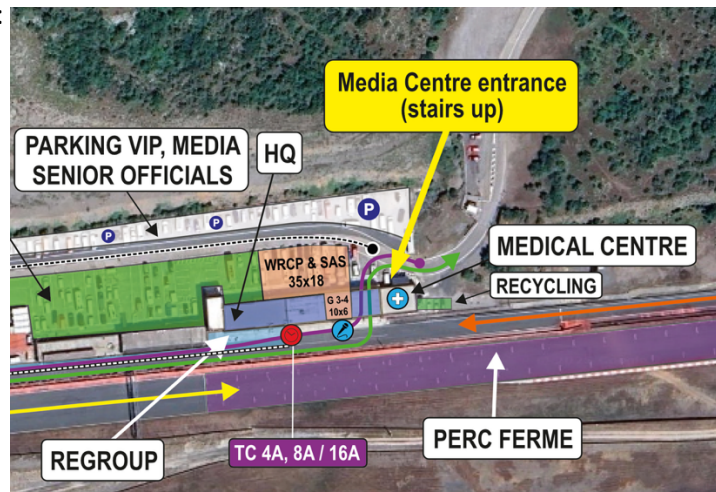 :
Media Centre entrance
(stairs up)
PARKING VIP, MEDIA
SENIOR OFFICIALS
HQ
P
P
P
P
WRCP & SAS
35x18
MEDICAL CENTRE
G 3-4
10x6
RECYCLING
REGROUP
TC 4A, 8A / 16A
PERC FERME